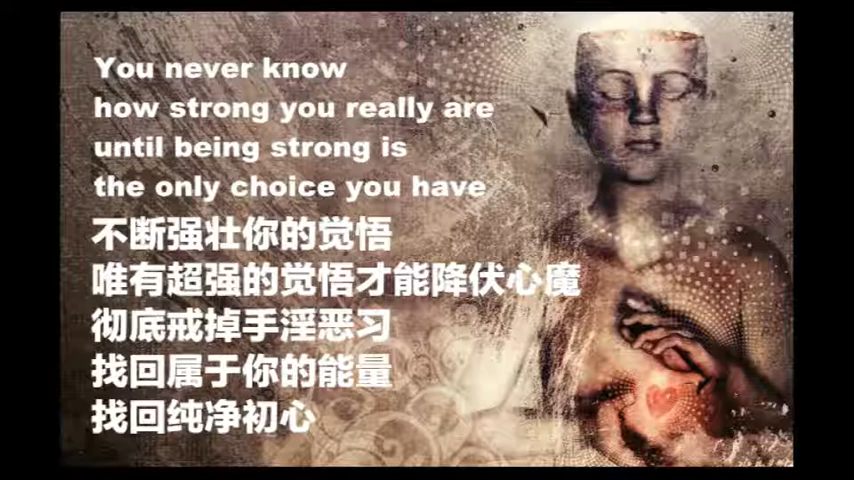 You never know
how strong you really are
until being strong is
the only choice you have
不断强壮你的觉悟
唯有超强的觉悟才能降伏心魔
彻底戒掉手淫恶习
找回属于你的能量
找回纯净初心